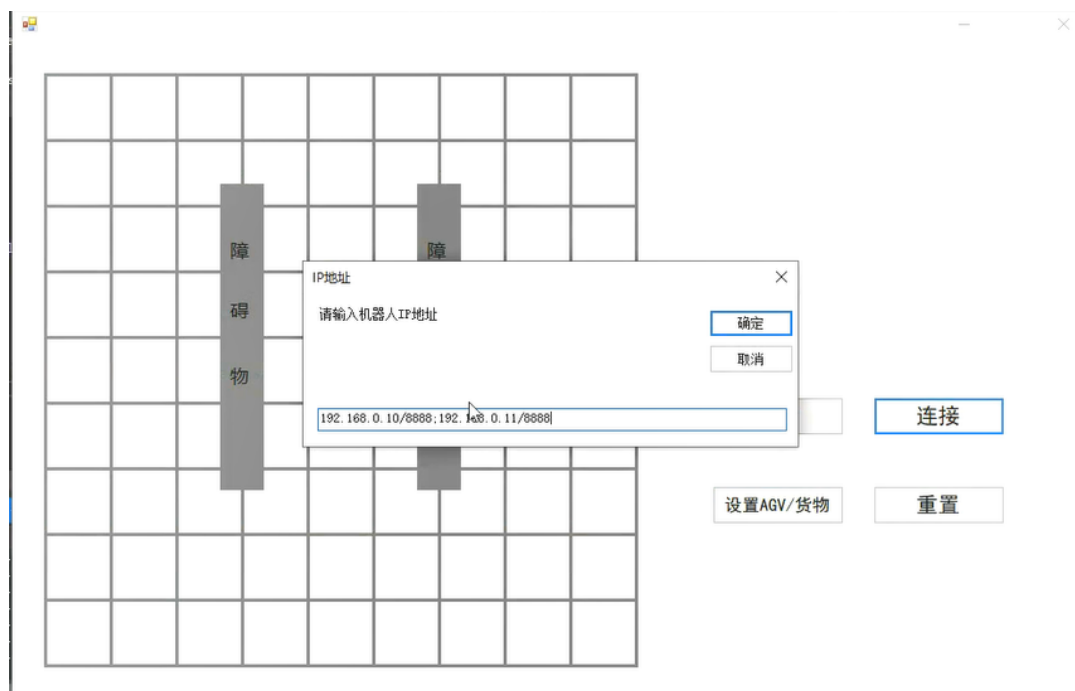 障
碍
物
障
IP地址
请输入机器人IP地址
确定
取消
192.168.0.10/8888;192.168.0.11/8888
连接
设置AGV/货物
重置